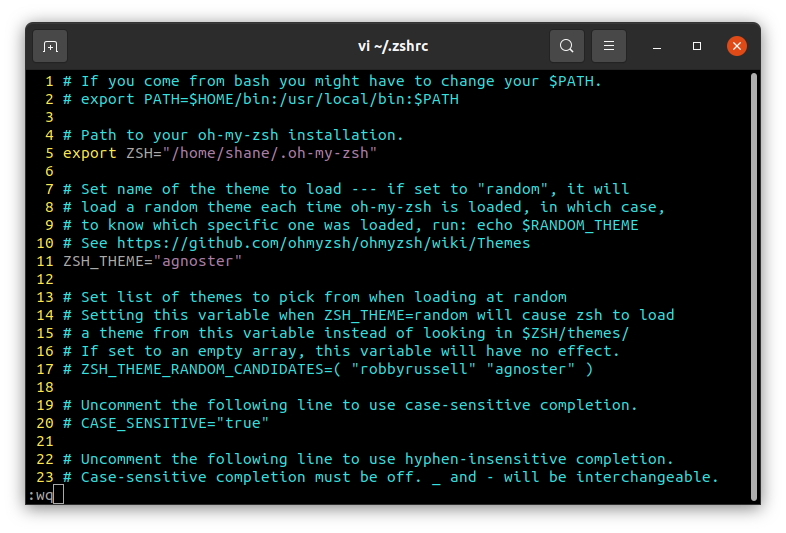 vi ~/.zshrc
1 # If you come from bash you might have to change your $PATH.
2 # export PATH=$HOME/bin:/usr/local/bin:$PATH
3
4 # Path to your oh-my-zsh installation.
5 export ZSH="/home/shane/.oh-my-zsh"
6
7 # Set name of the theme to load --- if set to "random", it will
8 # load a random theme each time oh-my-zsh is loaded, in which case,
9 # to know which specific one was loaded, run: echo $RANDOM_THEME
10 # See https://github.com/ohmyzsh/ohmyzsh/wiki/Themes
11 ZSH_THEME="agnoster"
12
13 # Set list of themes to pick from when loading at random
14 # Setting this variable when ZSH_THEME=random will cause zsh to load
15 # a theme from this variable instead of looking in $ZSH/themes/
16 # If set to an empty array, this variable will have no effect.
17 # ZSH_THEME_RANDOM_CANDIDATES=( "robbyrussell" "agnoster" )
18
19 # Uncomment the following line to use case-sensitive completion.
20 # CASE_SENSITIVE="true"
21
22 # Uncomment the following line to use hyphen-insensitive completion.
23 # Case-sensitive completion must be off. _ and - will be interchangeable.
:wq